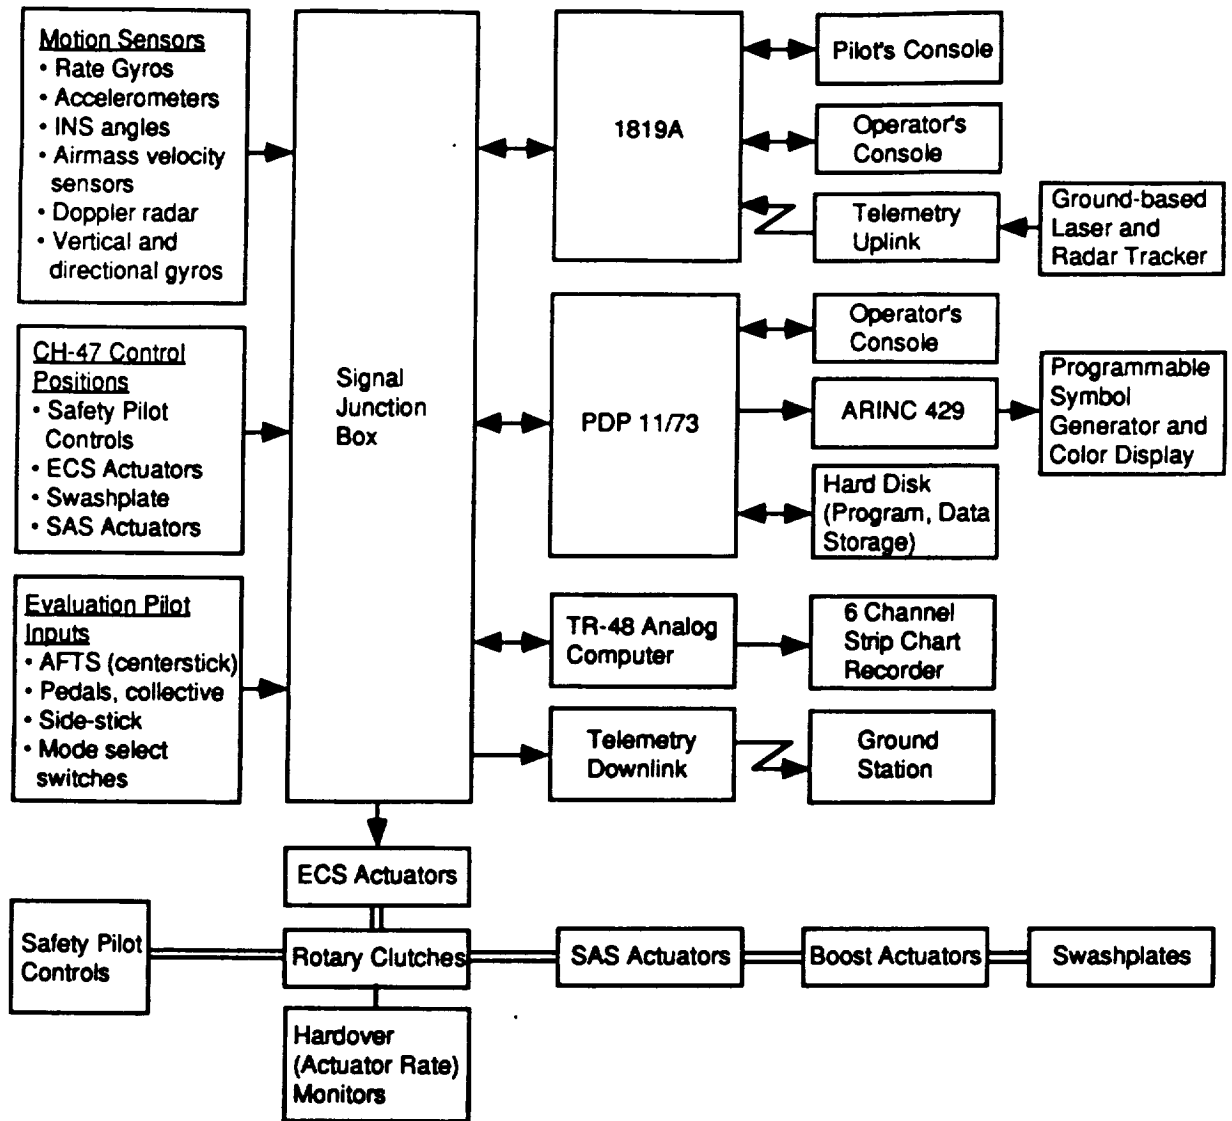 Motion Sensors
• Rate Gyros
• Accelerometers
• INS angles
• Airmass velocity
sensors
• Doppler radar
• Vertical and
directional gyros
CH-47 Control
Positions
• Safety Pilot
Controls
• ECS Actuators
• Swashplate
• SAS Actuators
Evaluation Pilot
Inputs
• AFTS (centerstick)
• Pedals, collective
• Side-stick
• Mode select
switches
Signal
Junction
Box
1819A
Pilot's Console
Operator's
Console
Telemetry
Uplink
Ground-based
Laser and
Radar Tracker
PDP 11/73
Operator's
Console
ARINC 429
Programmable
Symbol
Generator and
Color Display
Hard Disk
(Program, Data
Storage)
TR-48 Analog
Computer
6 Channel
Strip Chart
Recorder
Telemetry
Downlink
Ground
Station
ECS Actuators
Safety Pilot
Controls
Rotary Clutches
SAS Actuators
Boost Actuators
Swashplates
Hardover
(Actuator Rate)
Monitors